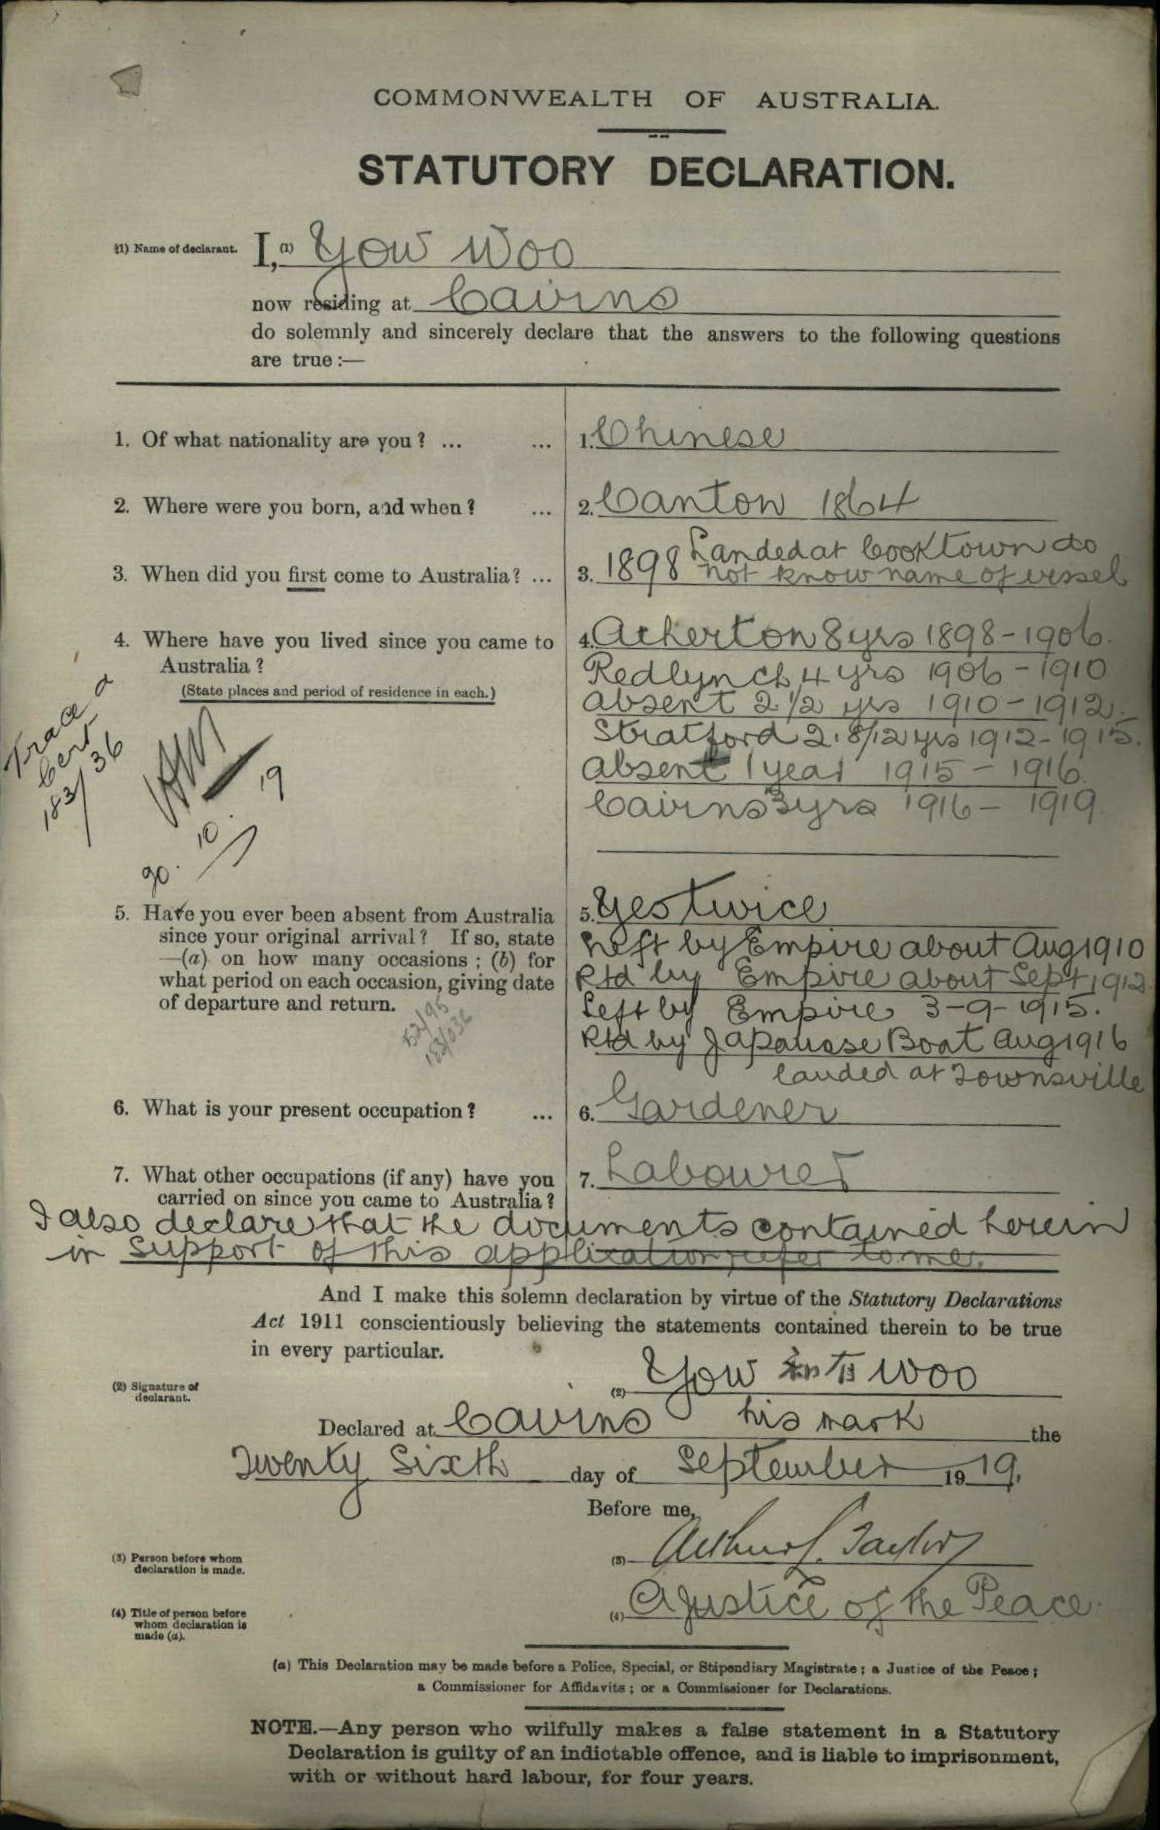 COMMONWEALTH OF AUSTRALIA.
STATUTORY DECLARATION.
(1) Name of declarant. I, (1) Yow Woo
now residing at Cairns
do solemnly and sincerely declare that the answers to the following questions
are true :—
1. Of what nationality are you ? ... ... 1. Chinese
2. Where were you born, and when ? ... 2. Canton 1864
3. When did you first come to Australia? ... 3. 1898 Landed at Cooktown do
not know name of vessel
4. Where have you lived since you came to
Australia ?
(State places and period of residence in each.)
4. Atherton 8 yrs 1898 - 1906.
Redlynch 4 yrs 1906 - 1910
Absent 2 1/2 yrs 1910 - 1912.
Stratford 2. 8/12 yrs 1912 - 1915.
Absent 1 year 1915 - 1916.
Cairns 3 yrs 1916 - 1919.
Trace a
Cert
183/36
90. 10. 19
5. Have you ever been absent from Australia
since your original arrival? If so, state
—(a) on how many occasions ; (b) for
what period on each occasion, giving date
of departure and return.
52/95
183/036
5. Yes twice
Left by Empire about Aug 1910
Rtd by Empire about Sept 1912
Left by Empire 3-9-1915.
Rtd by Japanese Boat Aug 1916
landed at Townsville
6. What is your present occupation ? ... 6. Gardener
7. What other occupations (if any) have you
carried on since you came to Australia ?
7. Labourer
I also declare that the documents contained herein
in support of this application refer to me.
And I make this solemn declaration by virtue of the Statutory Declarations
Act 1911 conscientiously believing the statements contained therein to be true
in every particular.
(2) Signature of
declarant.
(2) Yow Woo
his mark
Declared at Cairns the
Twenty Sixth day of September 1919.
Before me,
(3) Person before whom
declaration is made.
(3) Arthur J. Taylor
(4) Title of person before
whom declaration is
made (a).
(4) A Justice of the Peace.
(a) This Declaration may be made before a Police, Special, or Stipendiary Magistrate ; a Justice of the Peace ;
a Commissioner for Affidavits ; or a Commissioner for Declarations.
NOTE.—Any person who wilfully makes a false statement in a Statutory
Declaration is guilty of an indictable offence, and is liable to imprisonment,
with or without hard labour, for four years.